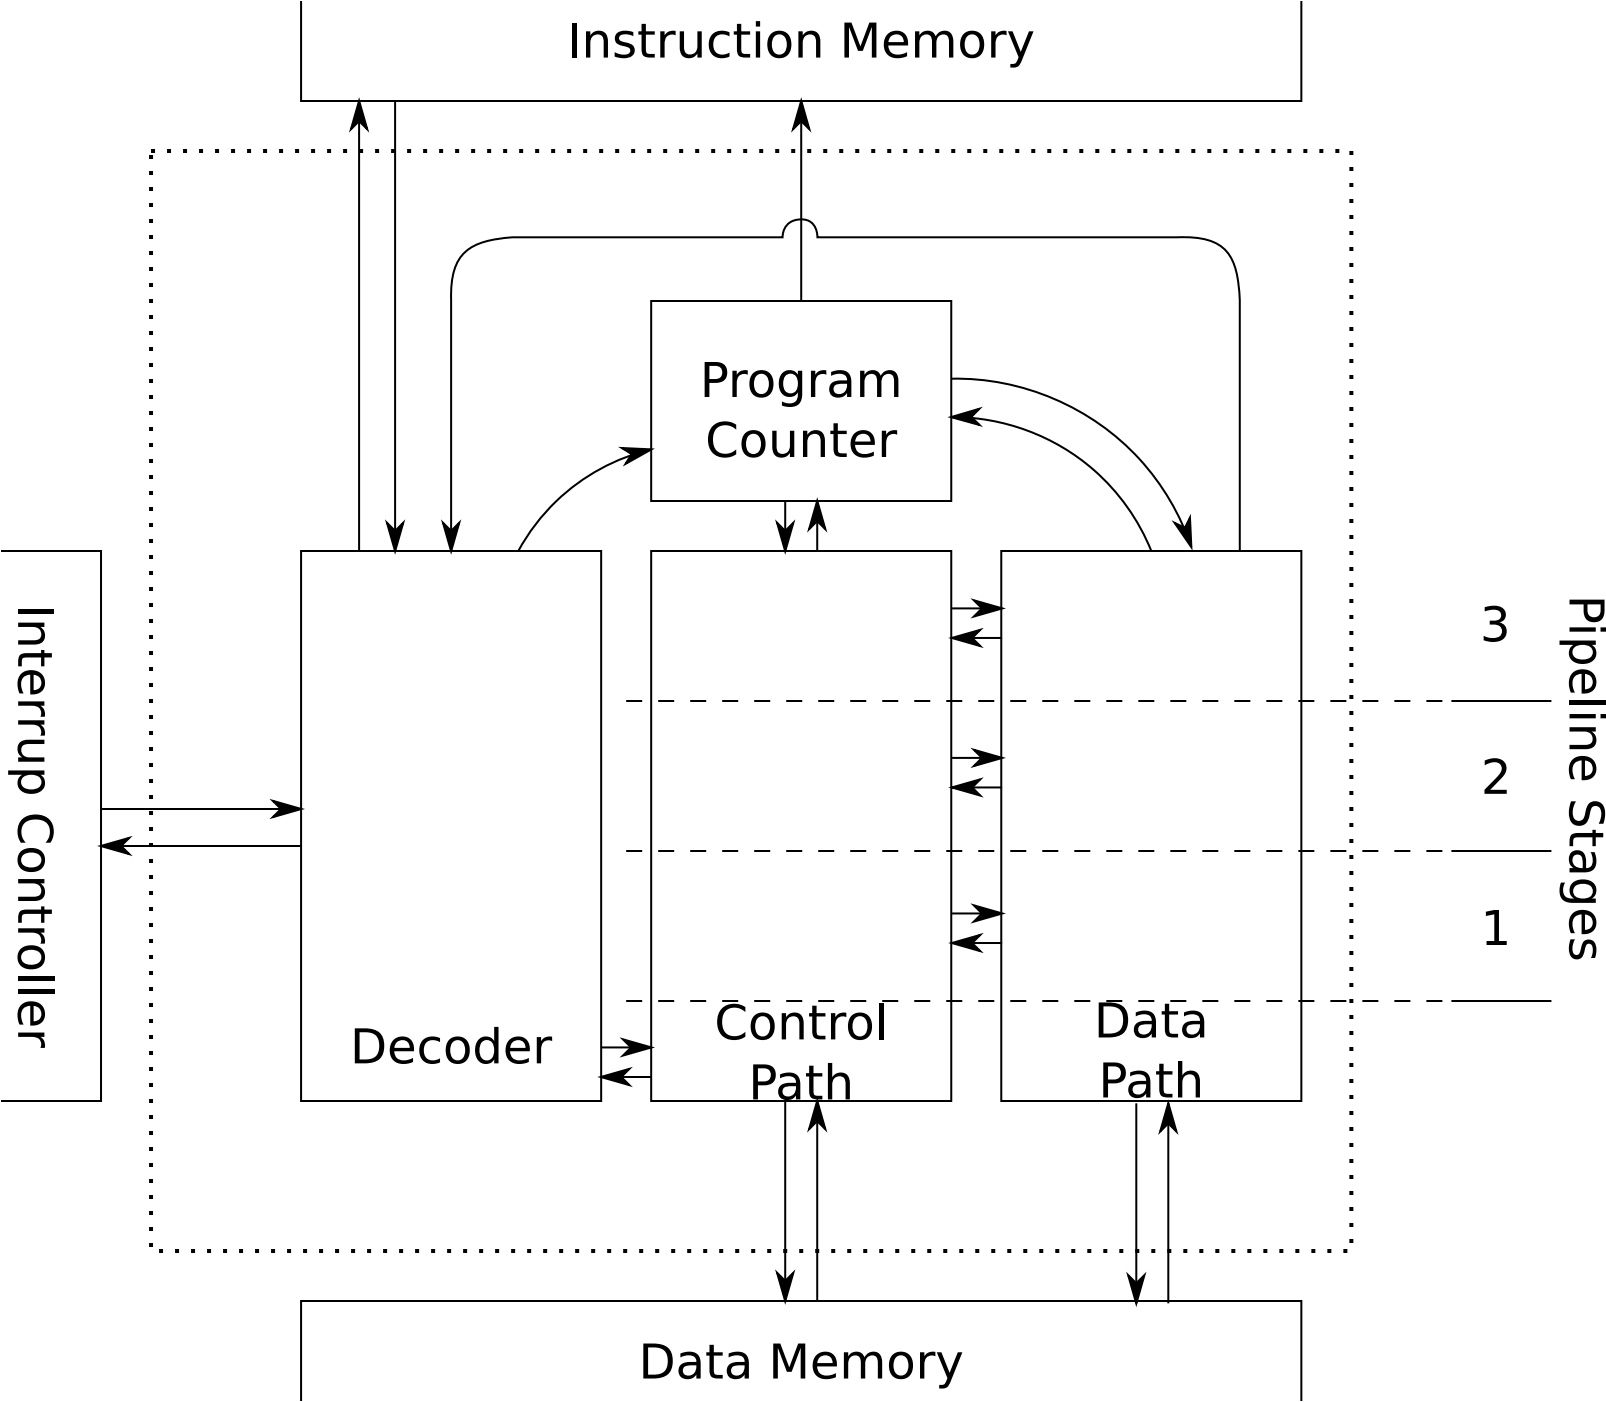 Instruction Memory
Program
Counter
Interrup Controller
3
2
1
Pipeline Stages
Decoder
Control
Path
Data
Path
Data Memory